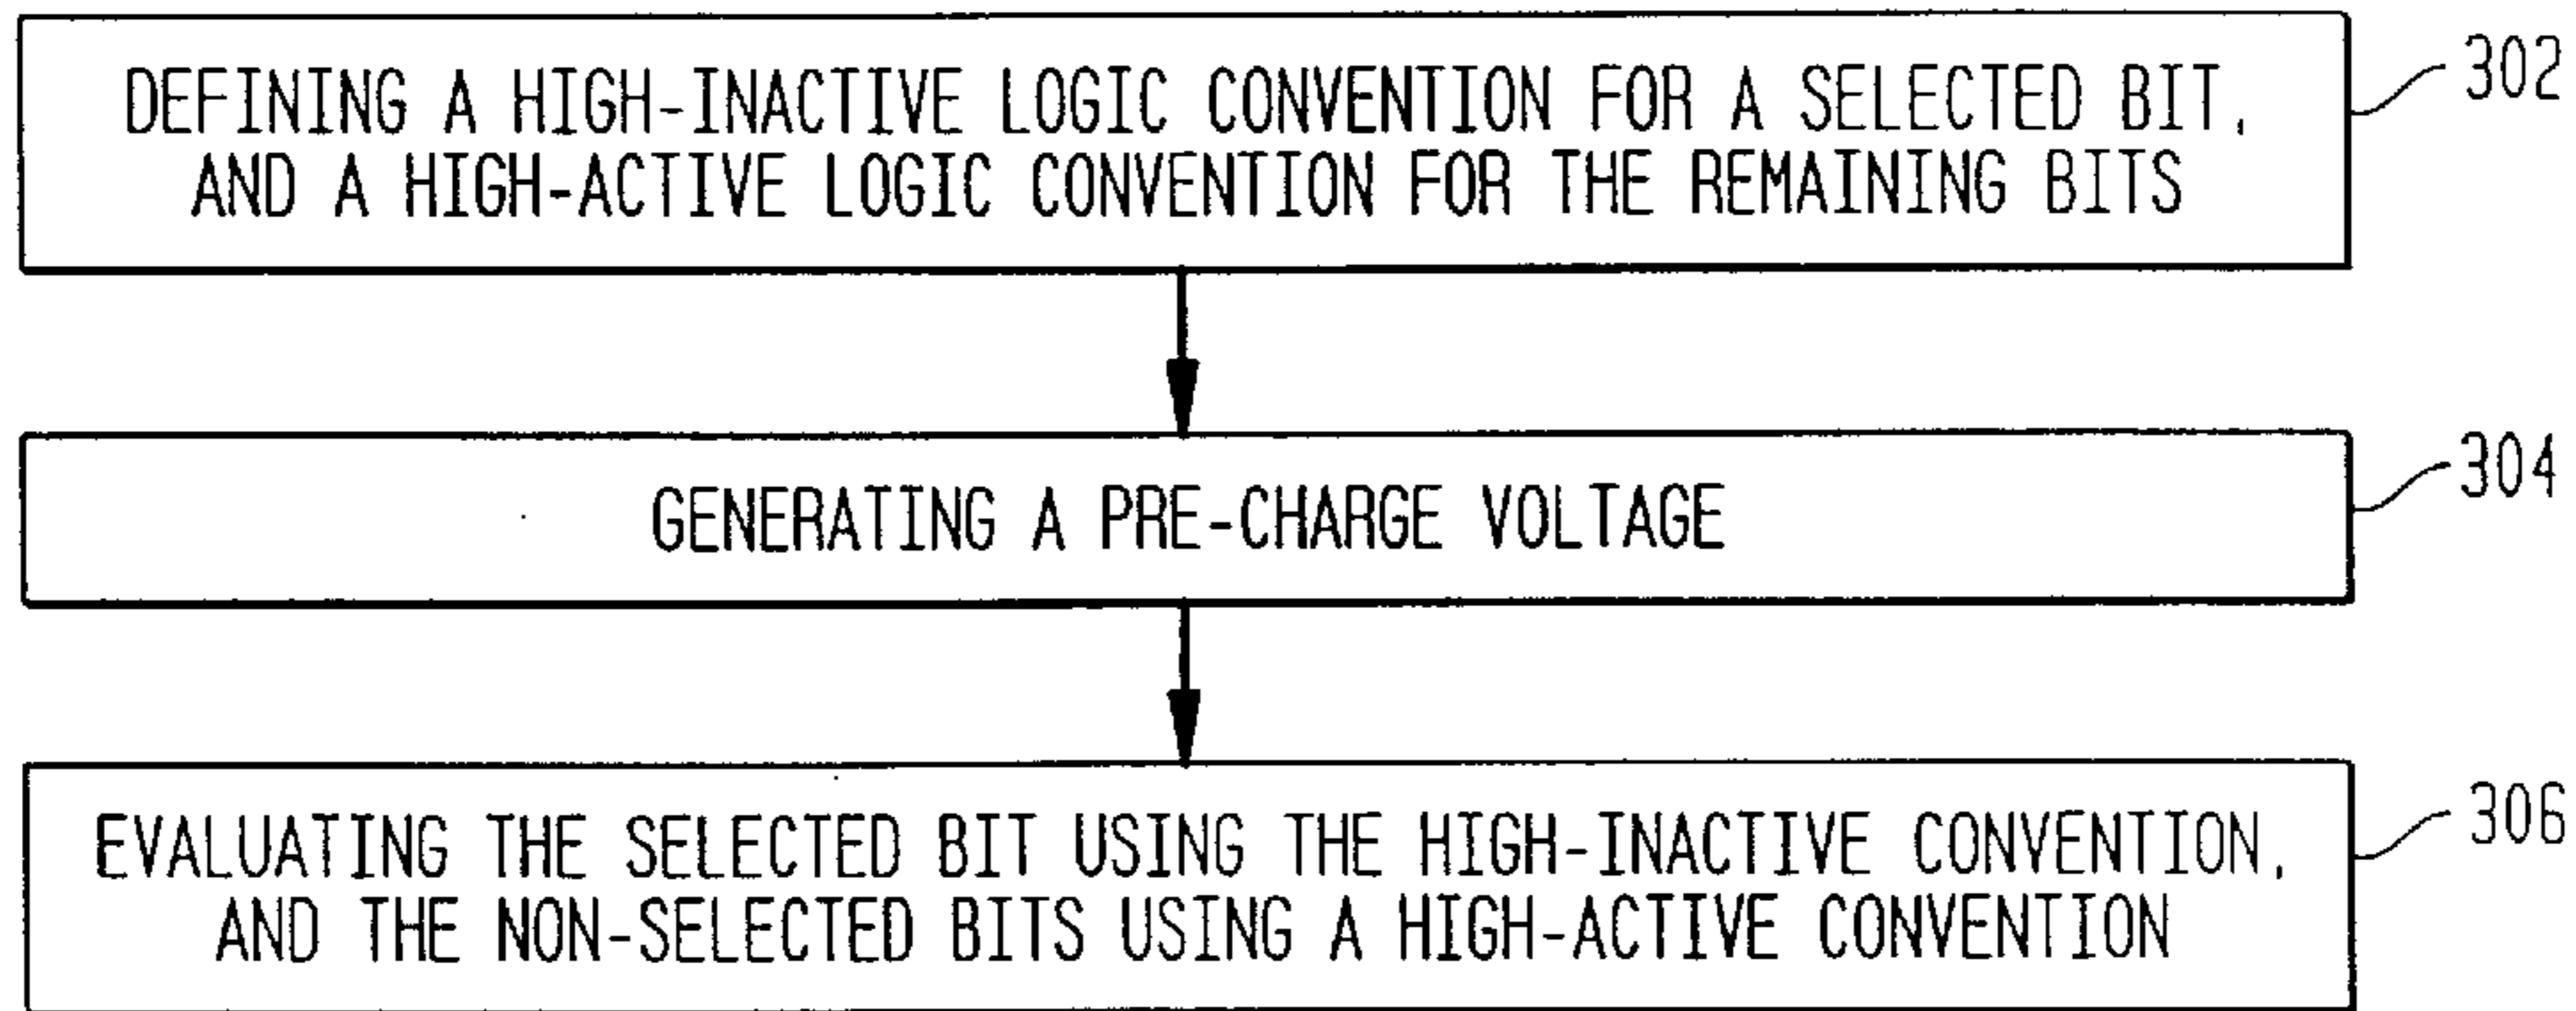 DEFINING A HIGH-INACTIVE LOGIC CONVENTION FOR A SELECTED BIT,
AND A HIGH-ACTIVE LOGIC CONVENTION FOR THE REMAINING BITS
302
GENERATING A PRE-CHARGE VOLTAGE
304
EVALUATING THE SELECTED BIT USING THE HIGH-INACTIVE CONVENTION,
AND THE NON-SELECTED BITS USING A HIGH-ACTIVE CONVENTION
306